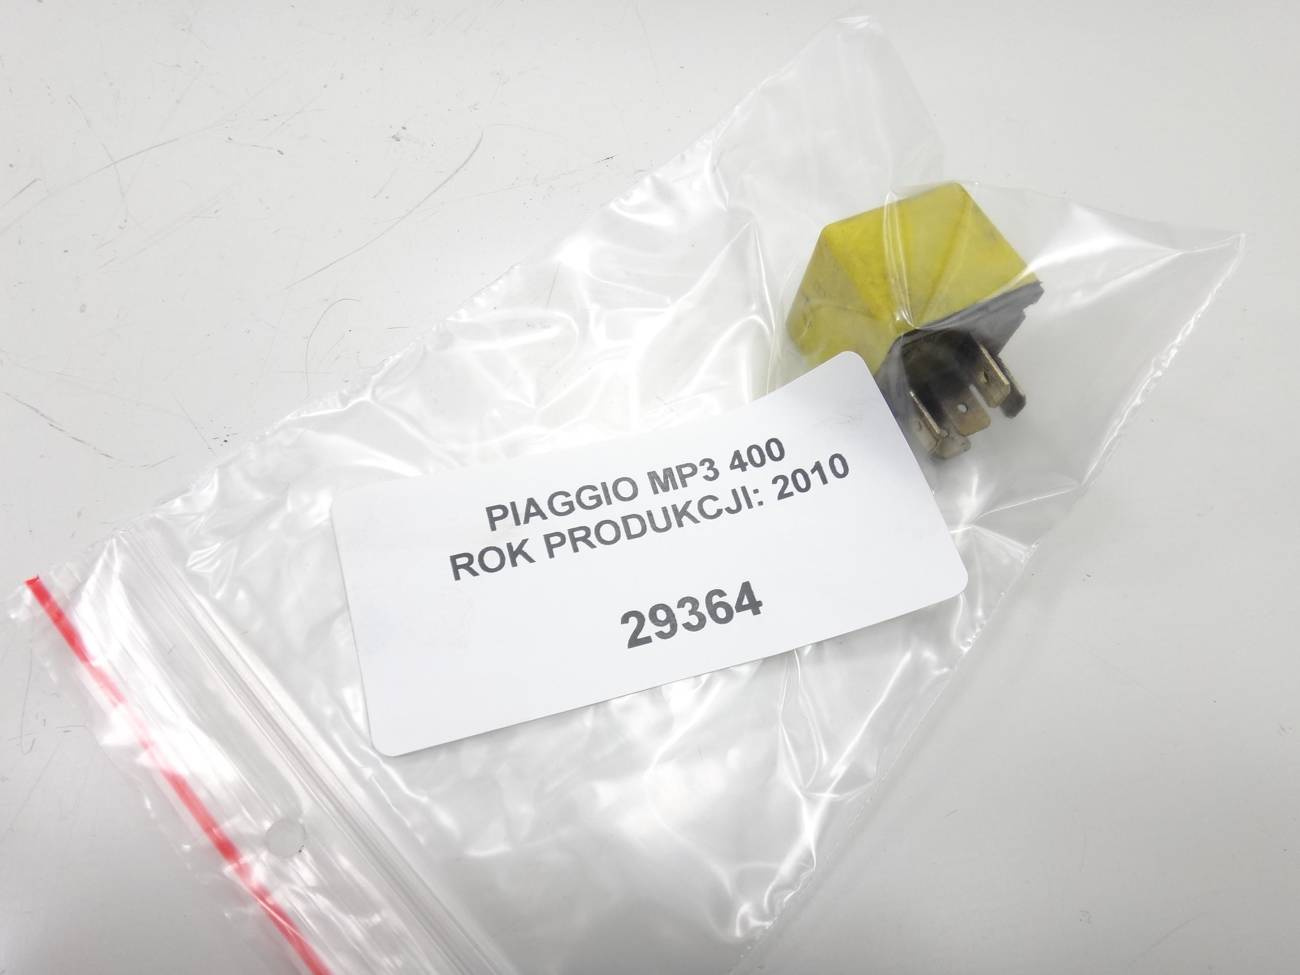 PIAGGIO MP3 400
ROK PRODUKCJI: 2010
29364